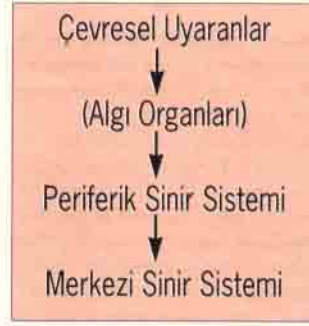 Çevresel Uyaranlar
(Algı Organları)
Periferik Sinir Sistemi
Merkezi Sinir Sistemi